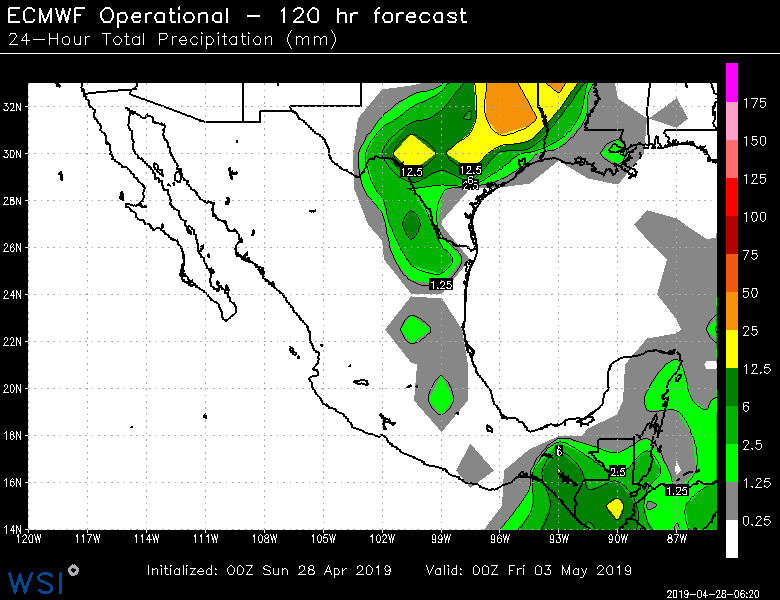 ECMWF Operational – 120 hr forecast
24–Hour Total Precipitation (mm)
32N
30N
28N
26N
24N
22N
20N
18N
16N
14N
120W 117W 114W 111W 108W 105W 102W 99W 96W 93W 90W 87W
12.5 12.5
6
2.5
1.25
6
2.5
1.25
175
150
125
100
75
50
25
12.5
6
2.5
1.25
0.25
WSI
Initialized: 00Z Sun 28 Apr 2019 Valid: 00Z Fri 03 May 2019
2019-04-28-06:20